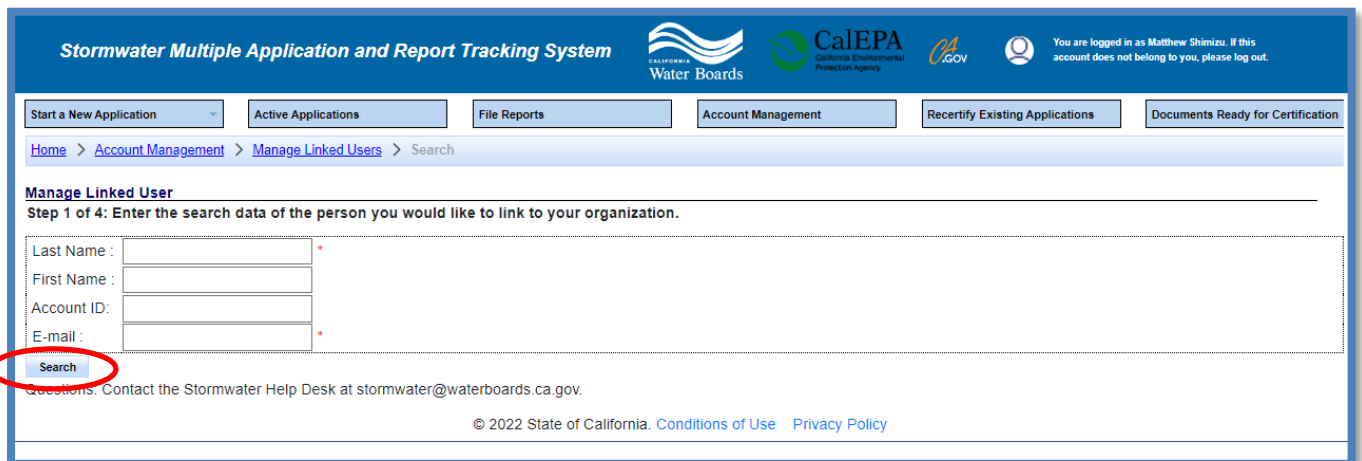 Stormwater Multiple Application and Report Tracking System
CALIFORNIA
Water Boards
CalEPA
California Environmental
Protection Agency
CA
.GOV
You are logged in as Matthew Shimizu. If this
account does not belong to you, please log out.
Start a New Application Active Applications File Reports Account Management Recertify Existing Applications Documents Ready for Certification
Home > Account Management > Manage Linked Users > Search
Manage Linked User
Step 1 of 4: Enter the search data of the person you would like to link to your organization.
Last Name : *
First Name :
Account ID:
E-mail : *
Search
Questions. Contact the Stormwater Help Desk at stormwater@waterboards.ca.gov.
© 2022 State of California. Conditions of Use Privacy Policy